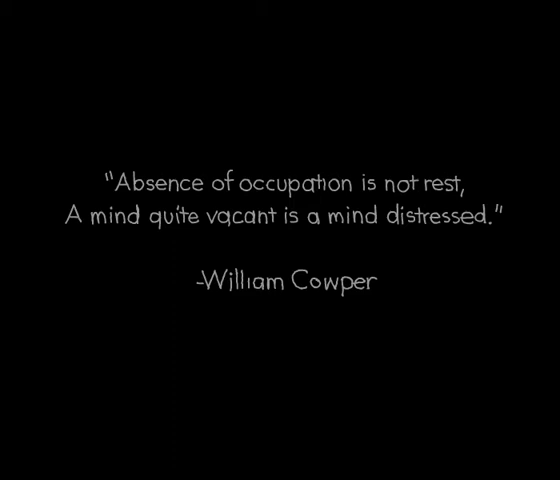 "Absence of occupation is not rest,
A mind quite vacant is a mind distressed."
-William Cowper